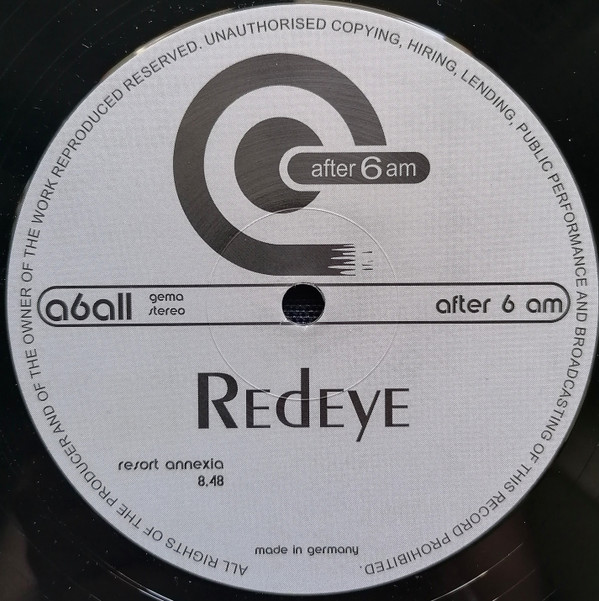 ALL RIGHTS OF THE PRODUCER AND OF THE OWNER OF THE WORK REPRODUCED RESERVED. UNAUTHORISED COPYING, HIRING, LENDING, PUBLIC PERFORMANCE AND BROADCASTING OF THIS RECORD PROHIBITED.
after 6 am
a6all gema stereo after 6 am
REdEyE
resort annexia
8.48
made in germany